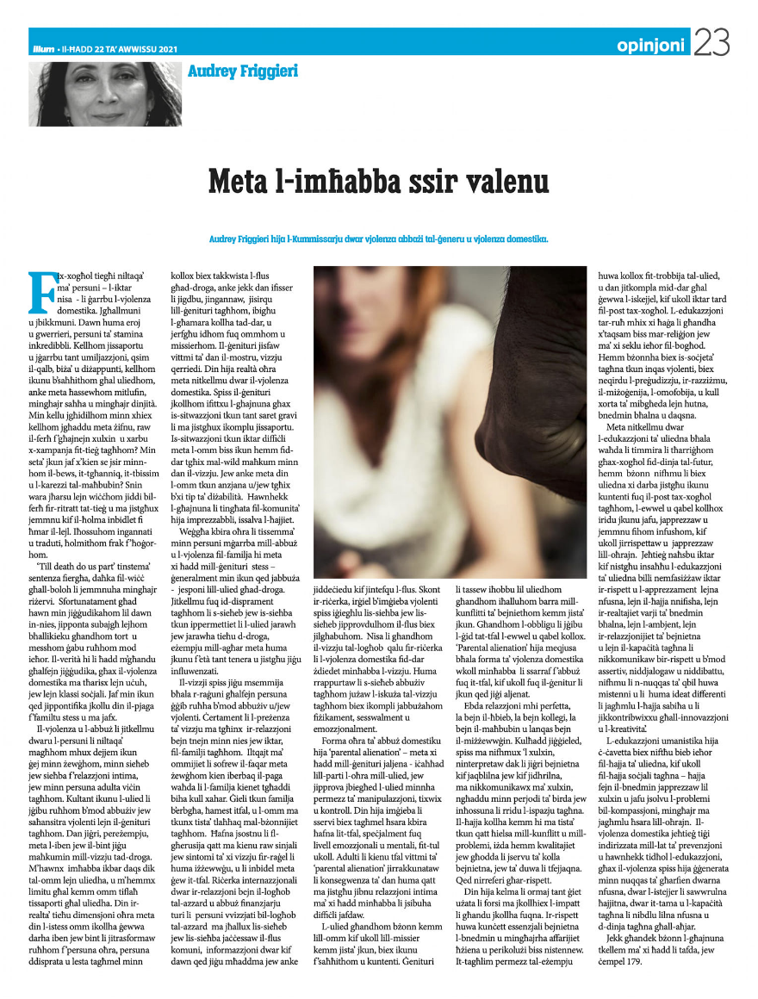 illum • Il-ĦADD 22 TA' AWWISSU 2021
opinjoni 23
Audrey Friggieri
Meta l-imħabba ssir valenu
Audrey Friggieri hija l-Kummissarju dwar vjolenza abbażi tal-ġeneru u vjolenza domestika.
Fix-xogħol tiegħi niltaqa'
ma' persuni – l-iktar
nisa - li ġarrbu l-vjolenza
domestika. Jgħallmuni
u jbikkmuni. Dawn huma eroj
u gwerrieri, persuni ta' stamina
inkredibbli. Kellhom jissaportu
u jġarrbu tant umiljazzjoni, qsim
il-qalb, biża' u diżappunti, kellhom
ikunu b'saħħithom għal uliedhom,
anke meta ħassewhom mitlufin,
mingħajr saħħa u mingħajr dinjità.
Min kellu jgħidilhom minn xhiex
kellhom jgħaddu meta żifnu, raw
il-ferħ f'għajnejn xulxin u xarbu
x-xampanja fit-tieġ tagħhom? Min
seta' jkun jaf x'kien se jsir minn-
hom il-bews, it-tgħanniq, it-tbissim
u l-karezzi tal-maħbubin? Snin
wara jħarsu lejn wiċċhom jiddi bil-
ferħ fir-ritratt tat-tieġ u ma jistgħux
jemmnu kif il-ħolma inbidlet fi
ħmar il-lejl. Iħossuhom ingannati
u traduti, ħolmithom frak f'ħoġor-
hom.
'Till death do us part' tinstema'
sentenza fiergħa, daħka fil-wiċċ
għall-boloh li jemmnuha mingħajr
riżervi. Sfortunatament għad
hawn min jiġġudikahom lil dawn
in-nies, jipponta subajgh lejhom
bħallikieku għandhom tort u
messhom ġabu ruħhom mod
ieħor. Il-verità hi li ħadd m'għandu
għalfejn jiġġudika, għax il-vjolenza
domestika ma tħarisx lejn uċuħ,
jew lejn klassi soċjali. Jaf min ikun
qed jippontifika jkollu din il-pjaga
f'familtu stess u ma jafx.
Il-vjolenza u l-abbuż li jitkellmu
dwaru l-persuni li niltaqa'
magħhom mhux dejjem ikun
ġej minn żewġhom, minn sieħeb
jew sieħba f'relazzjoni intima,
jew minn persuna adulta viċin
tagħhom. Kultant ikunu l-ulied li
jġibu ruħhom b'mod abbużiv jew
saħansitra vjolenti lejn il-ġenituri
tagħhom. Dan jiġri, pereżempju,
meta l-iben jew il-bint jiġu
maħkumin mill-vizzju tad-droga.
M'hawnx imħabba ikbar daqs dik
tal-omm lejn uliedha, u m'hemmx
limitu għal kemm omm tiflaħ
tissaporti għal uliedha. Din ir-
realta' tieħu dimensjoni oħra meta
din l-istess omm ikollha ġewwa
darha iben jew bint li jitrasformaw
ruħhom f'persuna oħra, persuna
ddisprata u lesta tagħmel minn
kollox biex takkwista l-flus
għad-droga, anke jekk dan ifisser
li jigdbu, jingannaw, jisirqu
lill-ġenituri tagħhom, ibigħu
l-għamara kollha tad-dar, u
jerfgħu idhom fuq ommhom u
missierhom. Il-ġenituri jisfaw
vittmi ta' dan il-mostru, vizzju
qerriedi. Din hija realtà oħra
meta nitkellmu dwar il-vjolenza
domestika. Spiss il-ġenituri
jkollhom ifittxu l-għajnuna għax
is-sitwazzjoni tkun tant saret gravi
li ma jistgħux ikomplu jissaportu.
Is-sitwazzjoni tkun iktar diffiċli
meta l-omm biss ikun hemm fid-
dar tgħix mal-wild maħkum minn
dan il-vizzju. Jew anke meta din
l-omm tkun anzjana u/jew tgħix
b'xi tip ta' diżabilità. Hawnhekk
l-għajnuna li tingħata fil-komunita'
hija imprezzabbli, issalva l-ħajjiet.
Weġgħa kbira oħra li tissemma'
minn persuni mġarrba mill-abbuż
u l-vjolenza fil-familja hi meta
xi ħadd mill-ġenituri stess –
ġeneralment min ikun qed jabbuża
- jesponi lill-ulied għad-droga.
Jitkellmu fuq id-disprament
tagħhom li s-sieħeb jew is-sieħba
tkun ippermettiet li l-ulied jarawh
jew jarawha tieħu d-droga,
eżempju mill-agħar meta huma
jkunu f'età tant tenera u jistgħu jiġu
influwenzati.
Il-vizzji spiss jiġu msemmija
bħala r-raġuni għalfejn persuna
ġġib ruħha b'mod abbużiv u/jew
vjolenti. Ċertament li l-preżenza
ta' vizzju ma tgħinx ir-relazzjoni
bejn tnejn minn nies jew iktar,
fil-familji tagħhom. Iltqajt ma'
ommijiet li sofrew il-faqar meta
żewġhom kien iberbaq il-paga
waħda li l-familja kienet tgħaddi
biha kull xahar. Ġieli tkun familja
b'erbgħa, ħamest itfal, u l-omm ma
tkunx tista' tlaħħaq mal-bżonnijiet
tagħhom. Ħafna jsostnu li fl-
għerusija qatt ma kienu raw sinjali
jew sintomi ta' xi vizzju fir-raġel li
huma iżżewwġu, u li inbidel meta
ġew it-tfal. Riċerka internazzjonali
dwar ir-relazzjoni bejn il-logħob
tal-azzard u abbuż finanzjarju
turi li persuni vvizzjati bil-logħob
tal-azzard ma jħallux lis-sieħeb
jew lis-sieħba jaċċessaw il-flus
komuni, informazzjoni dwar kif
dawn qed jiġu mħaddma jew anke
jiddeċiedu kif jintefqu l-flus. Skont
ir-riċerka, irġiel b'imġieba vjolenti
spiss iġiegħlu lis-sieħba jew lis-
sieħeb jipprovdulhom il-flus biex
jilgħabuhom. Nisa li għandhom
il-vizzju tal-logħob qalu fir-riċerka
li l-vjolenza domestika fid-dar
żdiedet minħabba l-vizzju. Huma
rrappurtaw li s-sieħeb abbużiv
tagħhom jużaw l-iskuża tal-vizzju
tagħhom biex ikompli jabbużahom
fiżikament, sesswalment u
emozzjonalment.
Forma oħra ta' abbuż domestiku
hija 'parental alienation' – meta xi
ħadd mill-ġenituri jaljena - iċaħħad
lill-parti l-oħra mill-ulied, jew
jipprova jbiegħed l-ulied minnha
permezz ta' manipulazzjoni, tixwix
u kontroll. Din hija imġieba li
sservi biex tagħmel ħsara kbira
ħafna lit-tfal, speċjalment fuq
livell emozzjonali u mentali, fit-tul
ukoll. Adulti li kienu tfal vittmi ta'
'parental alienation' jirrakkunataw
li konsegwenza ta' dan huma qatt
ma jistgħu jibnu relazzjoni intima
ma' xi ħadd minħabba li jsibuha
diffiċli jafdaw.
L-ulied għandhom bżonn kemm
lill-omm kif ukoll lill-missier
kemm jista' jkun, biex ikunu
f'saħħithom u kuntenti. Ġenituri
li tassew iħobbu lil uliedhom
għandhom iħalluhom barra mill-
kunflitti ta' bejniethom kemm jista'
jkun. Għandhom l-obbligu li jġibu
l-ġid tat-tfal l-ewwel u qabel kollox.
'Parental alienation' hija meqjusa
bħala forma ta' vjolenza domestika
wkoll minħabba li ssarraf f'abbuż
fuq it-tfal, kif ukoll fuq il-ġenitur li
jkun qed jiġi aljenat.
Ebda relazzjoni mhi perfetta,
la bejn il-ħbieb, la bejn kollegi, la
bejn il-maħbubin u lanqas bejn
il-miżżewwġin. Kulħadd jiġġieled,
spiss ma nifhmux 'l xulxin,
ninterpretaw dak li jiġri bejnietna
kif jaqblilna jew kif jidhrilna,
ma nikkomunikawx ma' xulxin,
ngħaddu minn perjodi ta' birda jew
inħossuna li rridu l-ispazju tagħna.
Il-ħajja kollha kemm hi ma tista'
tkun qatt ħielsa mill-kunflitt u mill-
problemi, iżda hemm kwalitajiet
jew għodda li jservu ta' kolla
bejnietna, jew ta' duwa li tfejjaqna.
Qed nirreferi għar-rispett.
Din hija kelma li ormaj tant ġiet
użata li forsi ma jkollhiex l-impatt
li għandu jkollha fuqna. Ir-rispett
huwa kunċett essenzjali bejnietna
l-bnedmin u mingħajrha affarijiet
ħżiena u perikolużi biss nistennew.
It-tagħlim permezz tal-eżempju
huwa kollox fit-trobbija tal-ulied,
u dan jitkompla mid-dar għal
ġewwa l-iskejjel, kif ukoll iktar tard
fil-post tax-xogħol. L-edukazzjoni
tar-ruħ mhix xi ħaġa li għandha
x'taqsam biss mar-reliġjon jew
ma' xi seklu ieħor fil-bogħod.
Hemm bżonnha biex is-soċjeta'
tagħna tkun inqas vjolenti, biex
neqirdu l-preġudizzju, ir-razziżmu,
il-miżoġenija, l-omofobija, u kull
xorta ta' mibgħeda lejn ħutna,
bnedmin bħalna u daqsna.
Meta nitkellmu dwar
l-edukazzjoni ta' uliedna bħala
waħda li timmira li tħarriġhom
għax-xogħol fid-dinja tal-futur,
hemm bżonn nifhmu li biex
uliedna xi darba jistgħu ikunu
kuntenti fuq il-post tax-xogħol
tagħhom, l-ewwel u qabel kollhox
iridu jkunu jafu, japprezzaw u
jemmnu fihom infushom, kif
ukoll jirrispettaw u japprezzaw
lill-oħrajn. Jeħtieġ naħsbu iktar
kif nistgħu insaħħu l-edukazzjoni
ta' uliedna billi nemfasiżżaw iktar
ir-rispett u l-apprezzament lejna
nfusna, lejn il-ħajja nnifisha, lejn
ir-realtajiet varji ta' bnedmin
bħalna, lejn l-ambjent, lejn
ir-relazzjonijiet ta' bejnietna
u lejn il-kapaċità tagħna li
nikkomunikaw bir-rispett u b'mod
assertiv, niddjalogaw u niddibattu,
nifhmu li n-nuqqas ta' qbil huwa
mistenni u li huma ideat differenti
li jagħmlu l-ħajja sabiħa u li
jikkontribwixxu għall-innovazzjoni
u l-kreatività'.
L-edukazzjoni umanistika hija
ċ-ċavetta biex nifthu bieb ieħor
fil-ħajja ta' uliedna, kif ukoll
fil-ħajja soċjali tagħna – ħajja
fejn il-bnedmin japprezzaw lil
xulxin u jafu jsolvu l-problemi
bil-kompassjoni, mingħajr ma
jagħmlu ħsara lill-oħrajn. Il-
vjolenza domestika jeħtieġ tiġi
indirizzata mill-lat ta' prevenzjoni
u hawnhekk tidħol l-edukazzjoni,
għax il-vjolenza spiss hija ġġenerata
minn nuqqas ta' għarfien dwarna
nfusna, dwar l-istejjer li sawwrulna
ħajjitna, dwar it-tama u l-kapaċità
tagħna li nibdlu lilna nfusna u
d-dinja tagħna għall-aħjar.
Jekk għandek bżonn l-għajnuna
tkellem ma' xi ħadd li tafda, jew
ċempel 179.